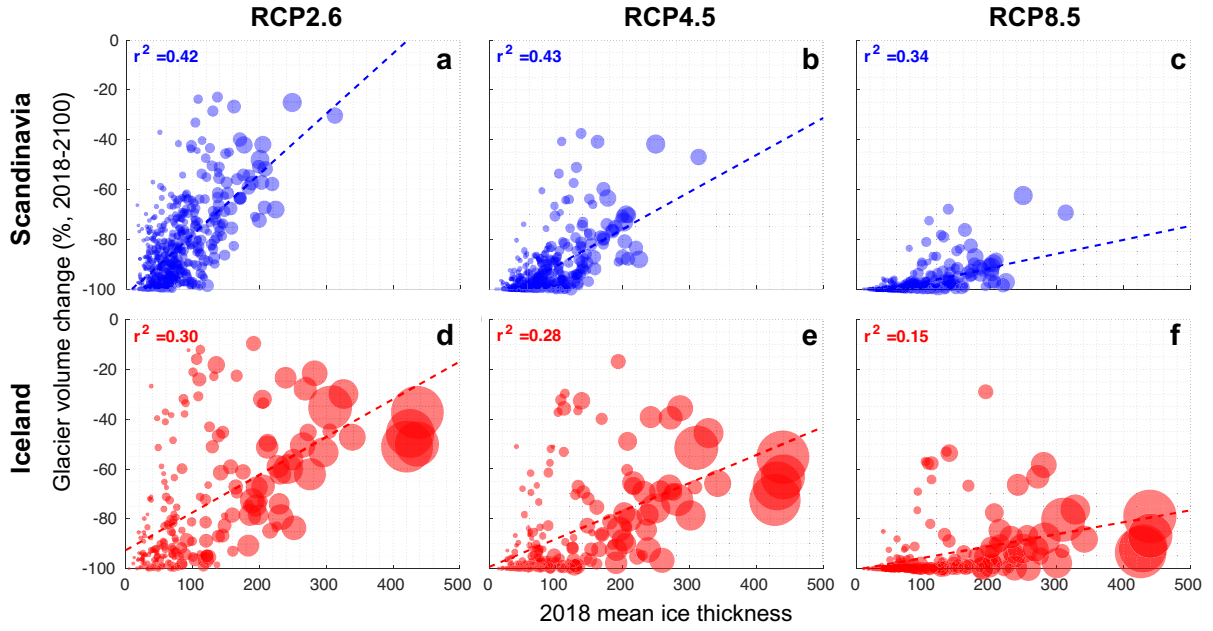 RCP2.6 RCP4.5 RCP8.5
Scandinavia
Iceland
Glacier volume change (%, 2018-2100)
0
-20
-40
-60
-80
-100
r² =0.42
a
r² =0.43
b
r² =0.34
c
0
-20
-40
-60
-80
-100
r² =0.30
d
r² =0.28
e
r² =0.15
f
0 100 200 300 400 500 0 100 200 300 400 500 0 100 200 300 400 500
2018 mean ice thickness